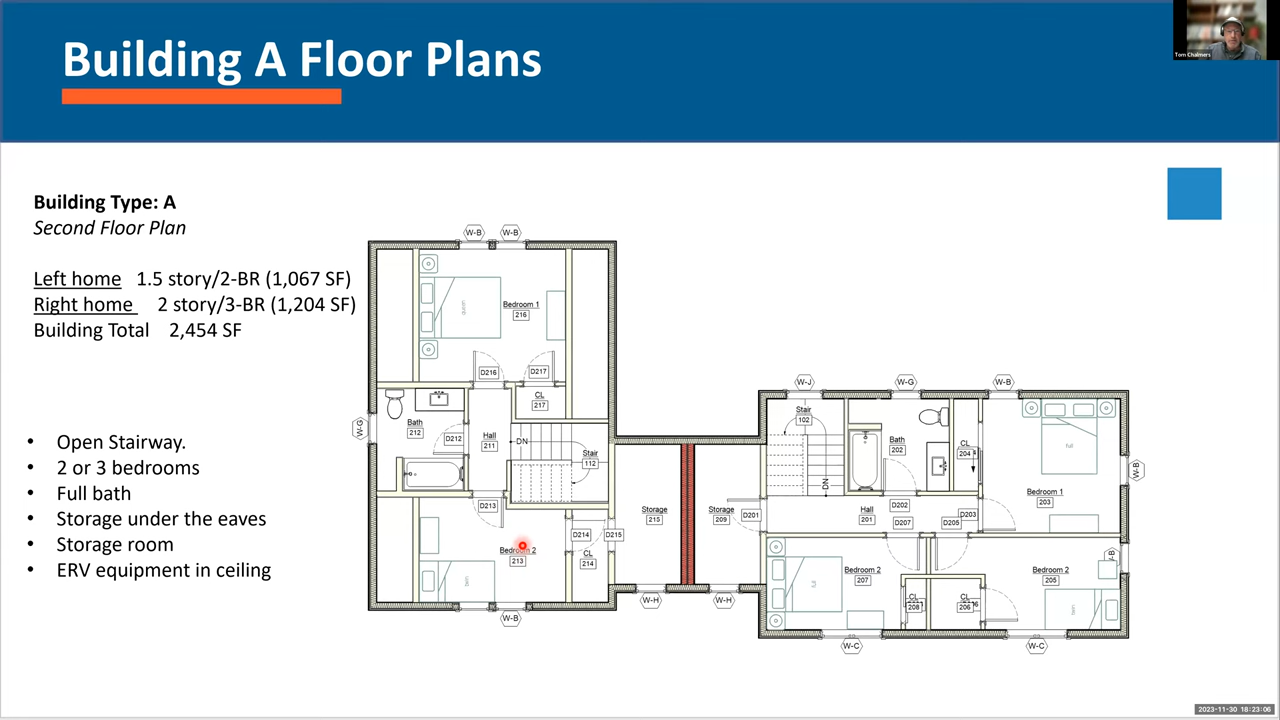 Building A Floor Plans
Tom Chalmers
Building Type: A
Second Floor Plan
Left home 1.5 story/2-BR (1,067 SF)
Right home 2 story/3-BR (1,204 SF)
Building Total 2,454 SF
• Open Stairway.
• 2 or 3 bedrooms
• Full bath
• Storage under the eaves
• Storage room
• ERV equipment in ceiling
W-B W-B
queen
Bedroom 1
216
D216 D217
CL
217
W-G
Bath
212
D212
Hall
211
DN
Stair
112
D213
Bedroom 2
213
twin
D214 D215
CL
214
W-B
Storage
215
W-H
Storage
209
D201
W-H
W-J W-G W-B
Stair
102
DN
Bath
202
CL
204
full
Bedroom 1
203
W-B
Hall
201
D202
D207
D205
D203
Bedroom 2
207
full
CL
208
CL
206
Bedroom 2
205
twin
W-C W-C
2023-11-30 18:23:06